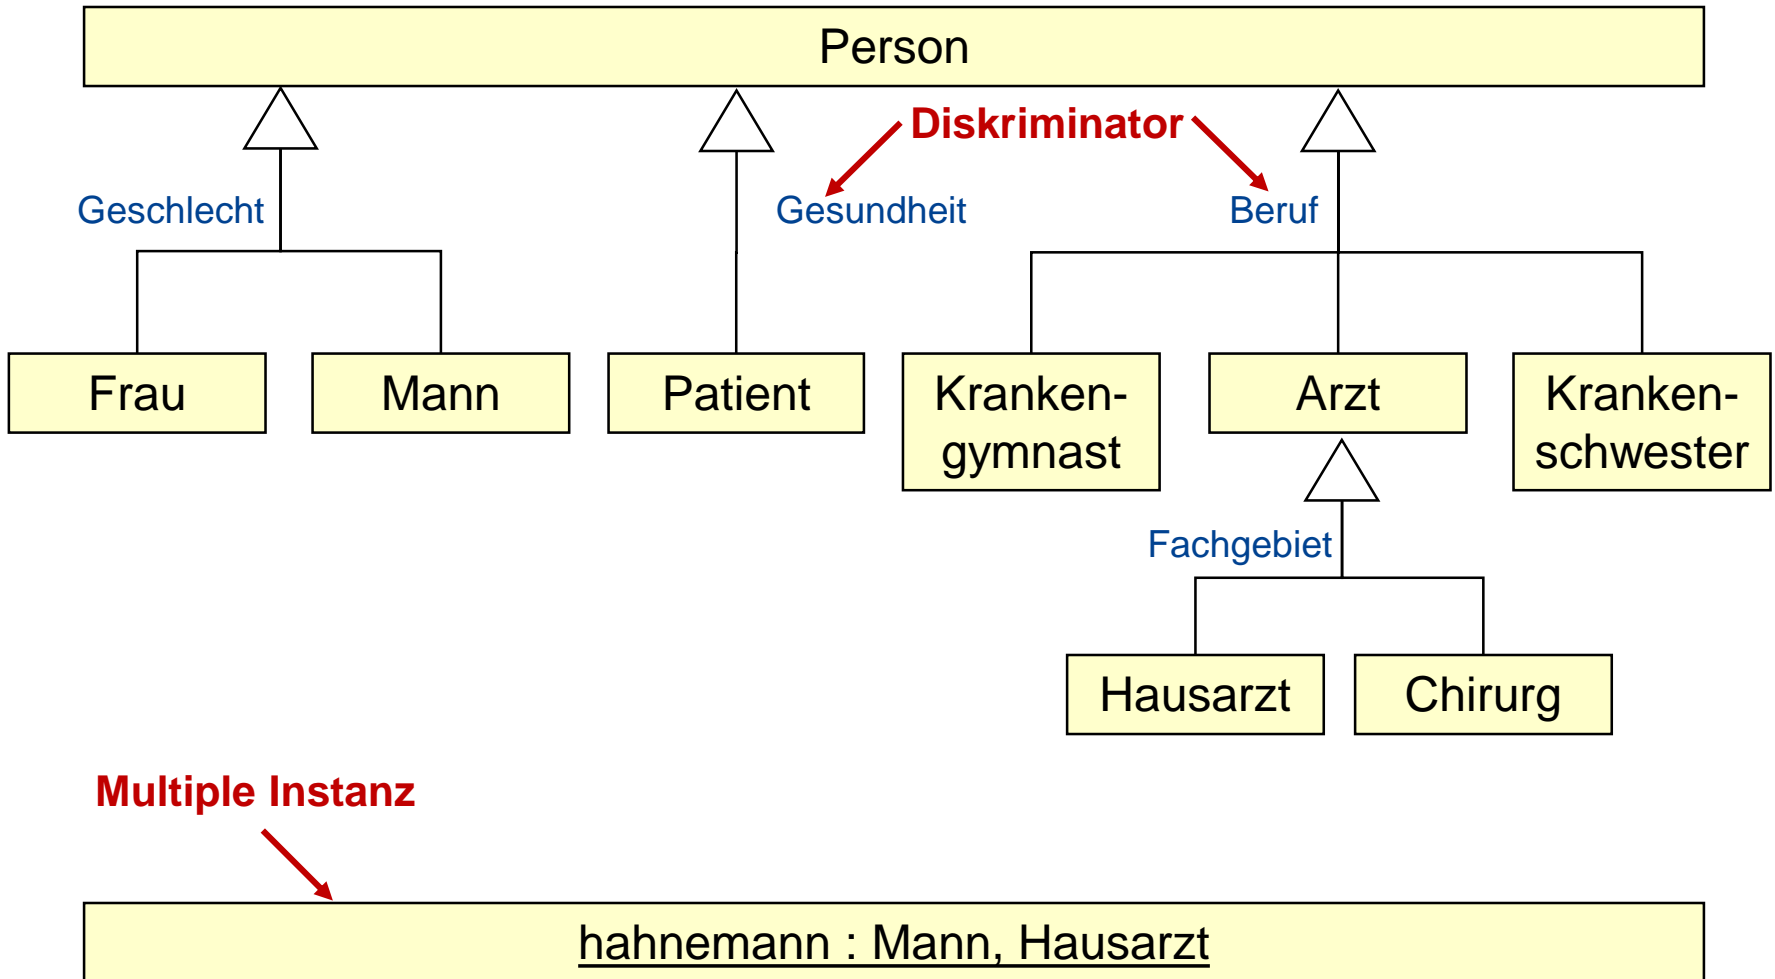 Person
Diskriminator
Geschlecht
Gesundheit
Beruf
Frau
Mann
Patient
Kranken-
gymnast
Arzt
Kranken-
schwester
Fachgebiet
Hausarzt
Chirurg
Multiple Instanz
hahnemann : Mann, Hausarzt